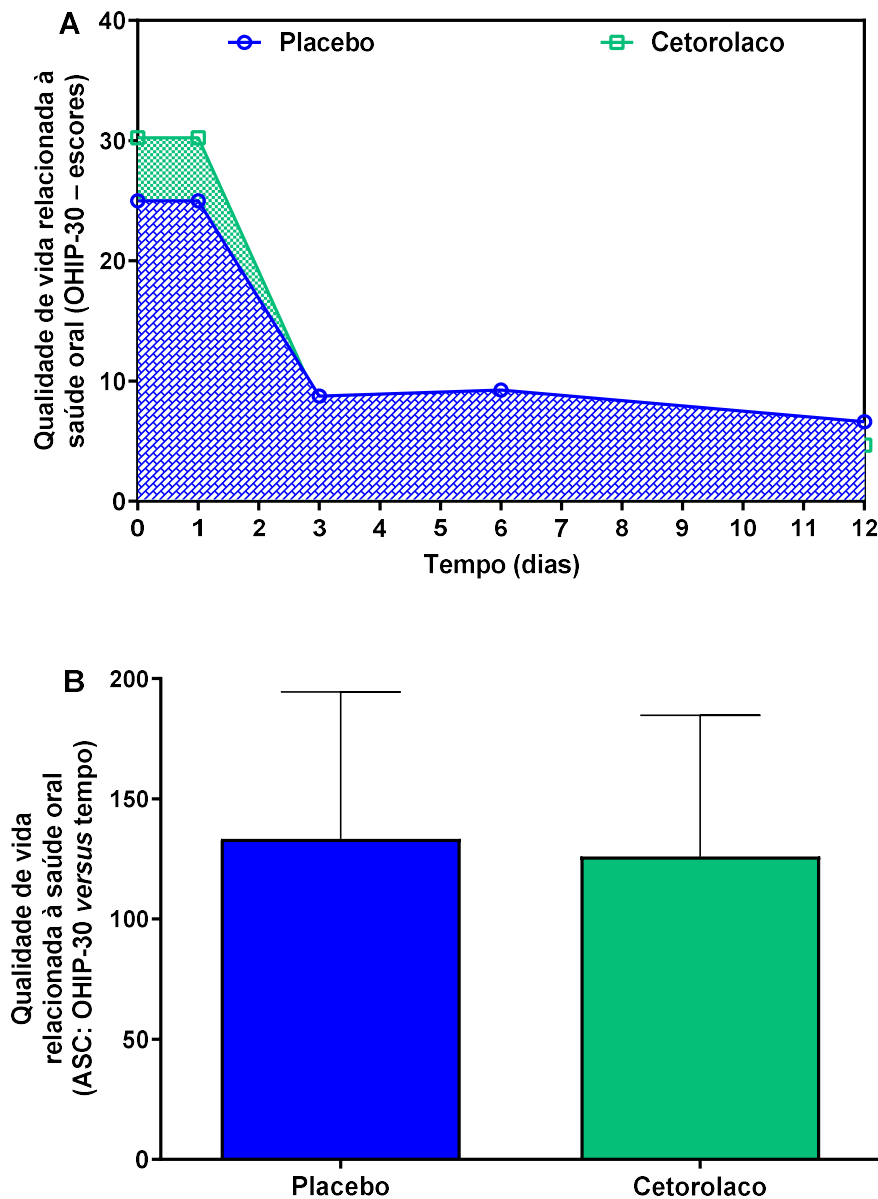 A
Placebo
Cetorolaco
Qualidade de vida relacionada à
saúde oral (OHIP-30 – escores)
40
30
20
10
0
0 1 2 3 4 5 6 7 8 9 10 11 12
Tempo (dias)
B
Qualidade de vida
relacionada à saúde oral
(ASC: OHIP-30 versus tempo)
200
150
100
50
0
Placebo
Cetorolaco